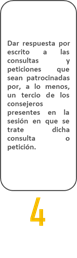 Dar respuesta por
escrito a las
consultas y
peticiones que
sean patrocinadas
por, a lo menos,
un tercio de los
consejeros
presentes en la
sesión en que se
trate dicha
consulta o
petición.
4